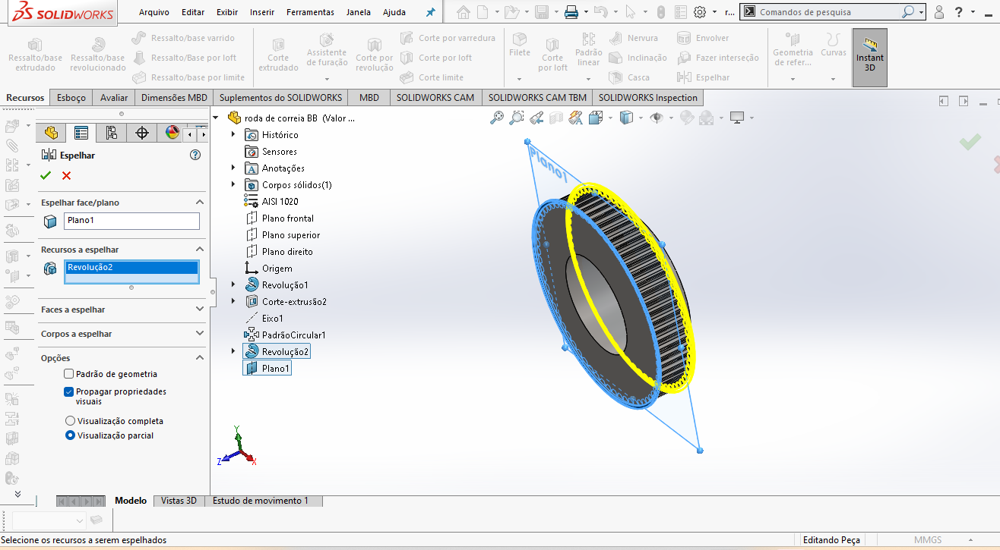 SOLIDWORKS
Arquivo Editar Exibir Inserir Ferramentas Janela Ajuda
r...
Comandos de pesquisa
?
Ressalto/base extrudado
Ressalto/base revolucionado
Ressalto/base varrido
Ressalto/Base por loft
Ressalto/base por limite
Corte extrudado
Assistente de furação
Corte por revolução
Corte por varredura
Corte por loft
Corte limite
Filete
Corte por loft
Padrão linear
Nervura
Inclinação
Casca
Envolver
Fazer interseção
Espelhar
Geometria de refer...
Curvas
Instant 3D
Recursos Esboço Avaliar Dimensões MBD Suplementos do SOLIDWORKS MBD SOLIDWORKS CAM SOLIDWORKS CAM TBM SOLIDWORKS Inspection
Espelhar
?
Espelhar face/plano
Plano1
Recursos a espelhar
Revolução2
Faces a espelhar
Corpos a espelhar
Opções
Padrão de geometria
Propagar propriedades
visuais
Visualização completa
Visualização parcial
roda de correia BB (Valor ...
Histórico
Sensores
A Anotações
Corpos sólidos(1)
AISI 1020
Plano frontal
Plano superior
Plano direito
Origem
Revolução1
Corte-extrusão2
Eixo1
PadrãoCircular1
Revolução2
Plano1
Plano1
Y
Z
X
Modelo Vistas 3D Estudo de movimento 1
Selecione os recursos a serem espelhados
Editando Peça
MMGS